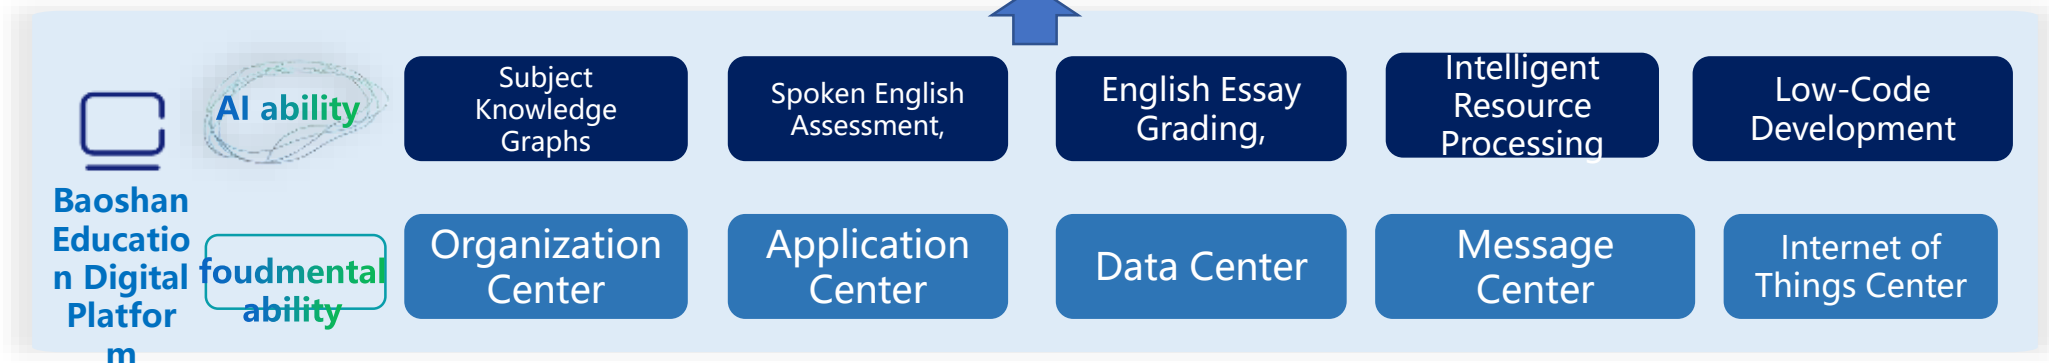 AI ability
Subject
Knowledge
Graphs
Spoken English
Assessment,
English Essay
Grading,
Intelligent
Resource
Processing
Low-Code
Development
Baoshan
Educatio
n Digital
Platfor
m
foudmental
ability
Organization
Center
Application
Center
Data Center
Message
Center
Internet of
Things Center